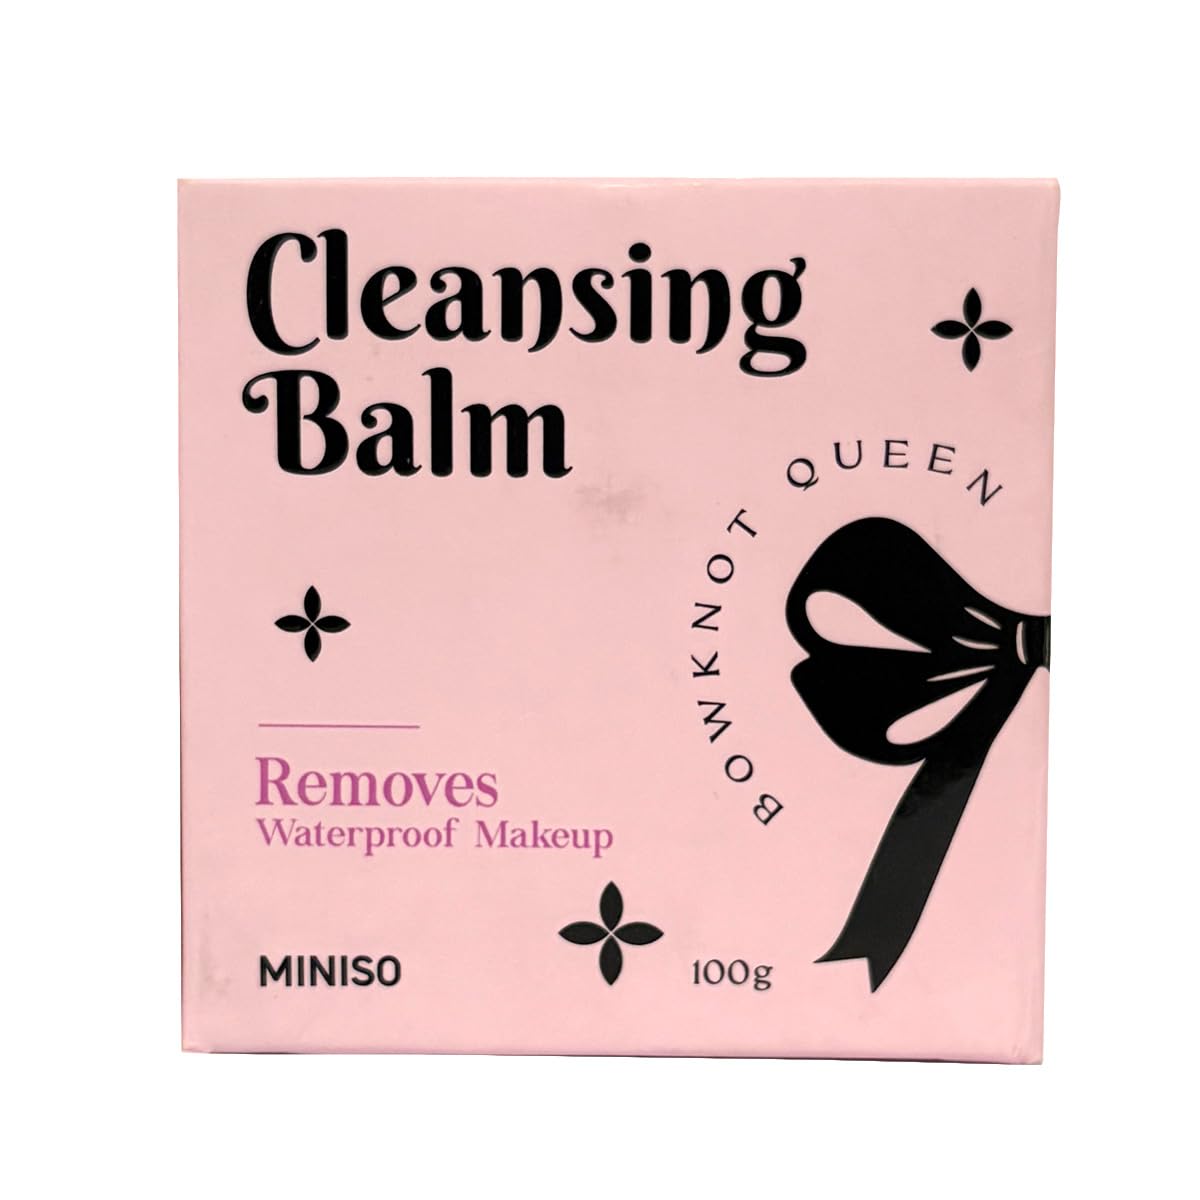 Cleansing
Balm
BOWKNOT QUEEN
Removes
Waterproof Makeup
MINISO
100g